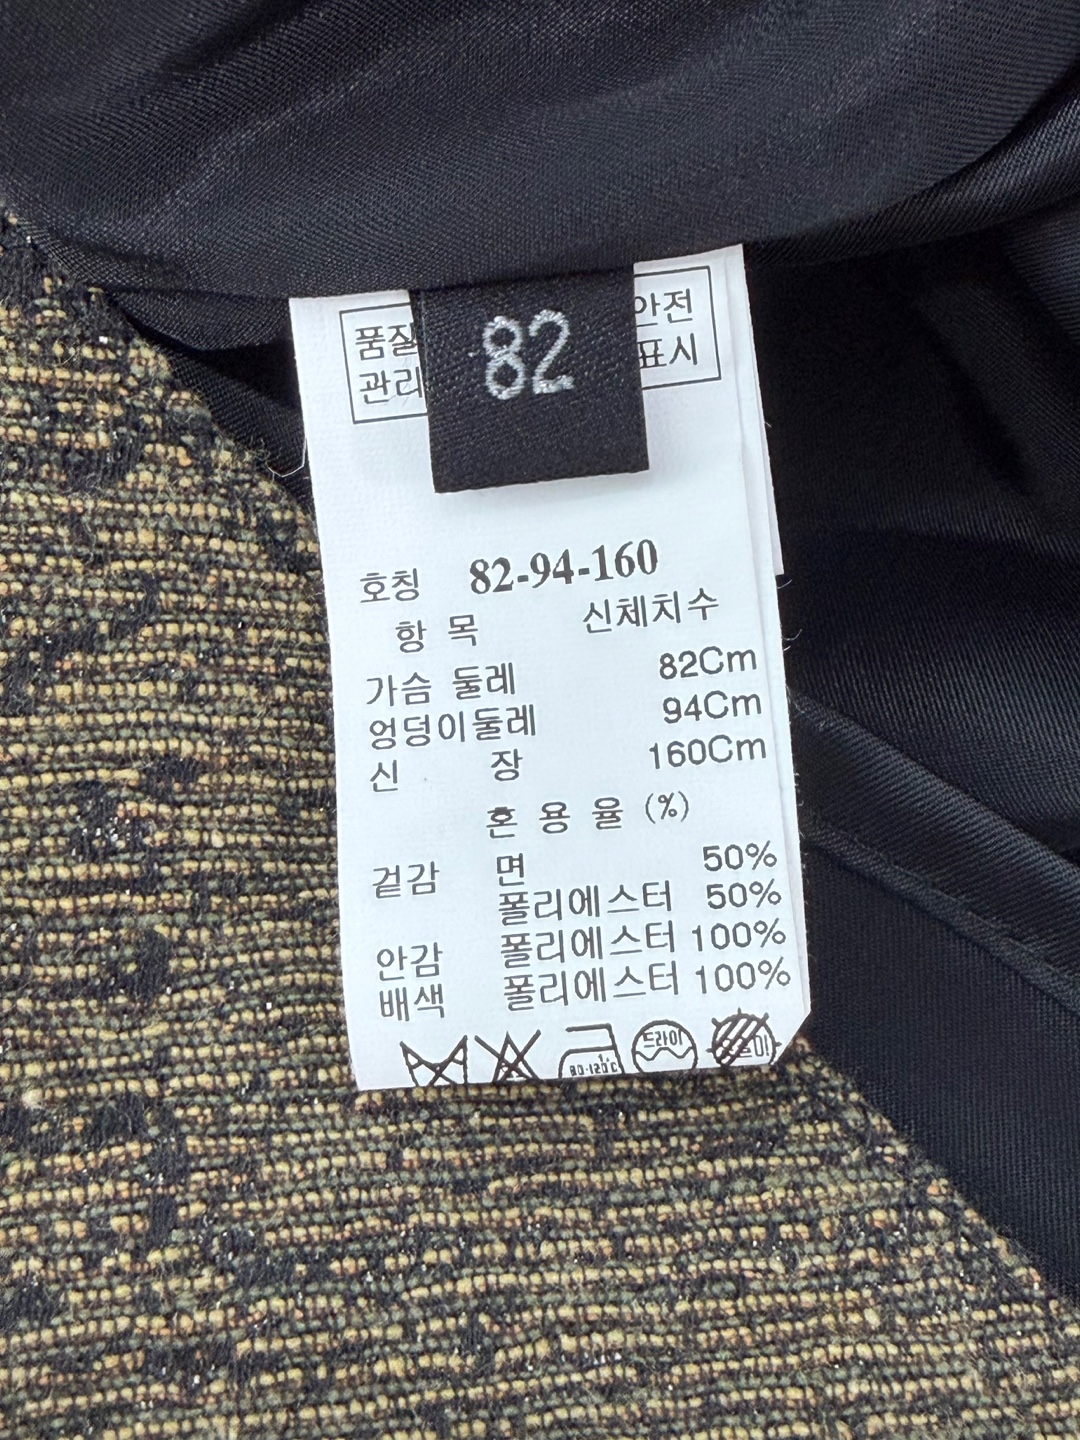 82
품질 안전
관리 표시
호칭 82-94-160
항 목 신체치수
가슴 둘레 82Cm
엉덩이둘레 94Cm
신 장 160Cm
혼 용 율 (%)
겉감 면 50%
폴리에스터 50%
안감 폴리에스터 100%
배색 폴리에스터 100%
80-120℃ 드라이